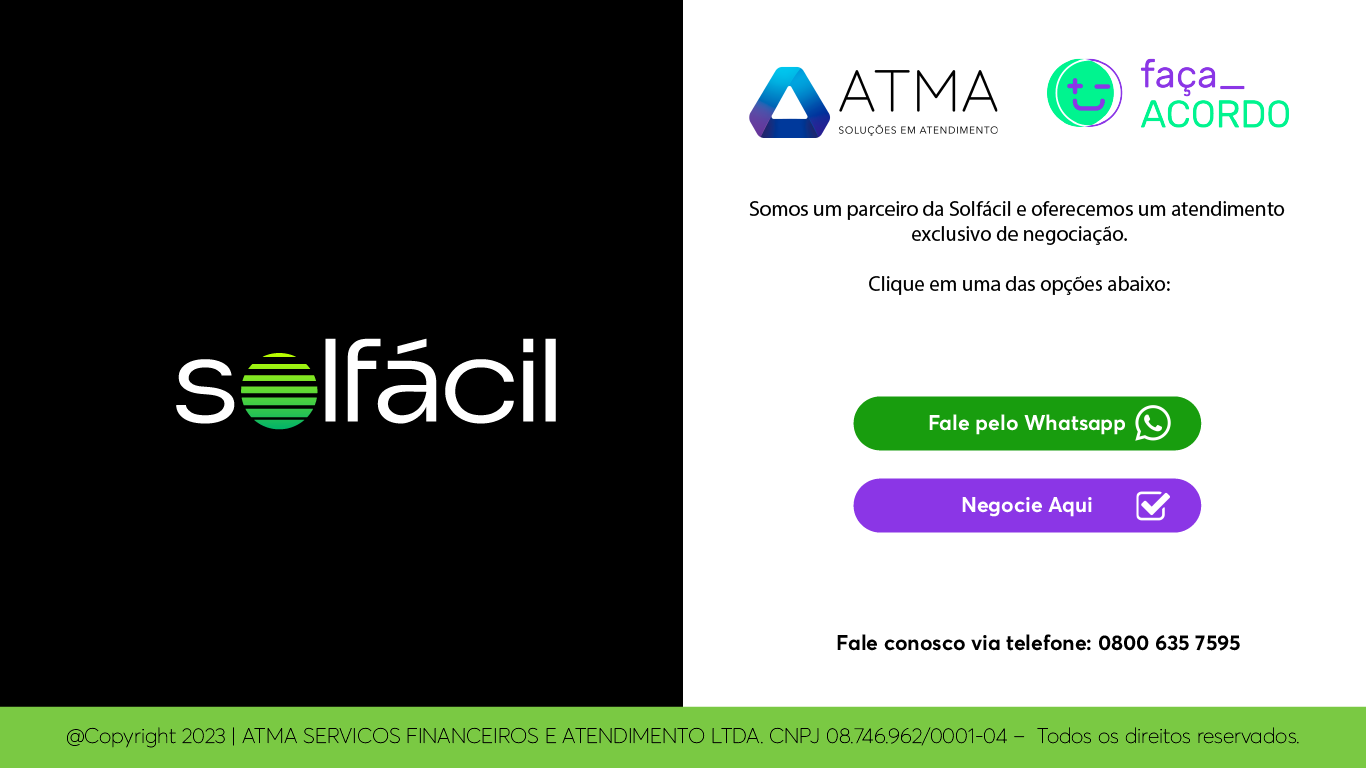 solfácil
ATMA
SOLUÇÕES EM ATENDIMENTO
faça_
ACORDO
Somos um parceiro da Solfácil e oferecemos um atendimento
exclusivo de negociação.
Clique em uma das opções abaixo:
Fale pelo Whatsapp
Negocie Aqui
Fale conosco via telefone: 0800 635 7595
@Copyright 2023 | ATMA SERVICOS FINANCEIROS E ATENDIMENTO LTDA. CNPJ 08.746.962/0001-04 – Todos os direitos reservados.